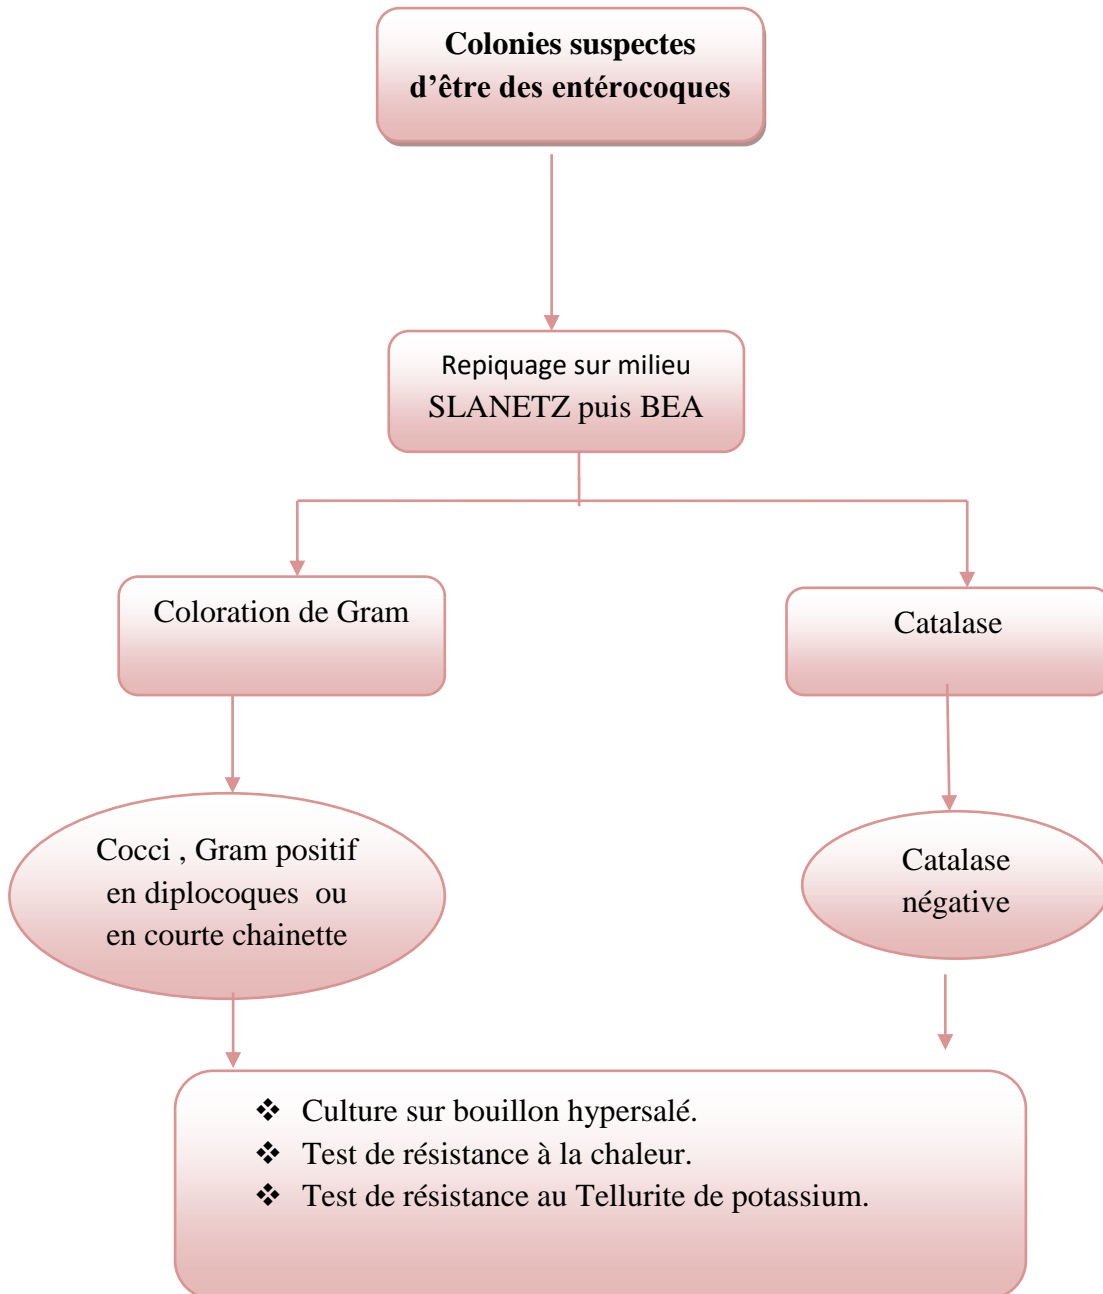 Colonies suspectes
d’être des entérocoques
Repiquage sur milieu
SLANETZ puis BEA
Coloration de Gram
Catalase
Cocci , Gram positif
en diplocoques ou
en courte chainette
Catalase
négative
❖ Culture sur bouillon hypersalé.
❖ Test de résistance à la chaleur.
❖ Test de résistance au Tellurite de potassium.